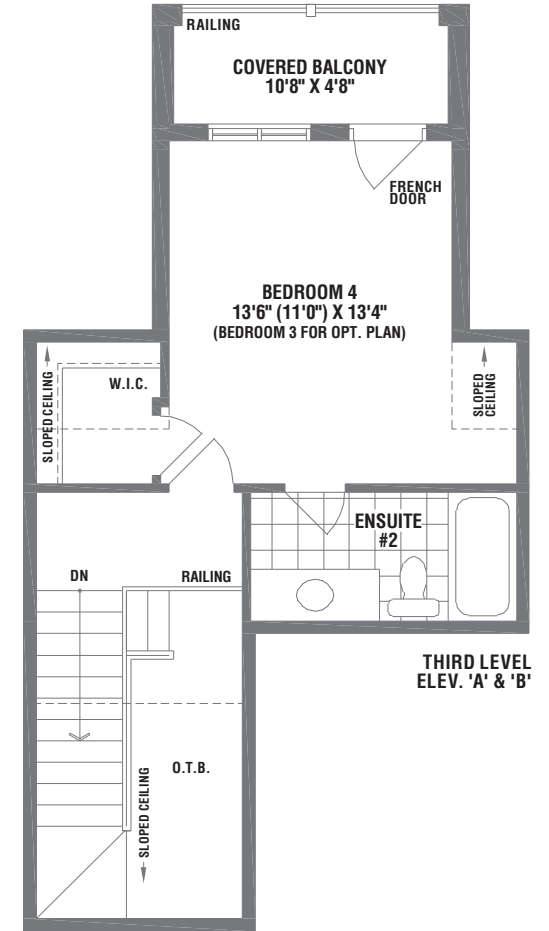 RAILING
COVERED BALCONY
10'8" X 4'8"
FRENCH
DOOR
BEDROOM 4
13'6" (11'0") X 13'4"
(BEDROOM 3 FOR OPT. PLAN)
SLOPED CEILING
W.I.C.
SLOPED
CEILING
ENSUITE
#2
DN
RAILING
THIRD LEVEL
ELEV. 'A' & 'B'
O.T.B.
SLOPED CEILING